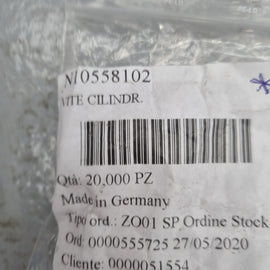 NI0558102
VITE CILINDR.
Qtà: 20,000 PZ
Made in Germany
Tipo ord.: ZO01 SP Ordine Stock
Ord: 0000555725 27/05/2020
Cliente: 0000051554